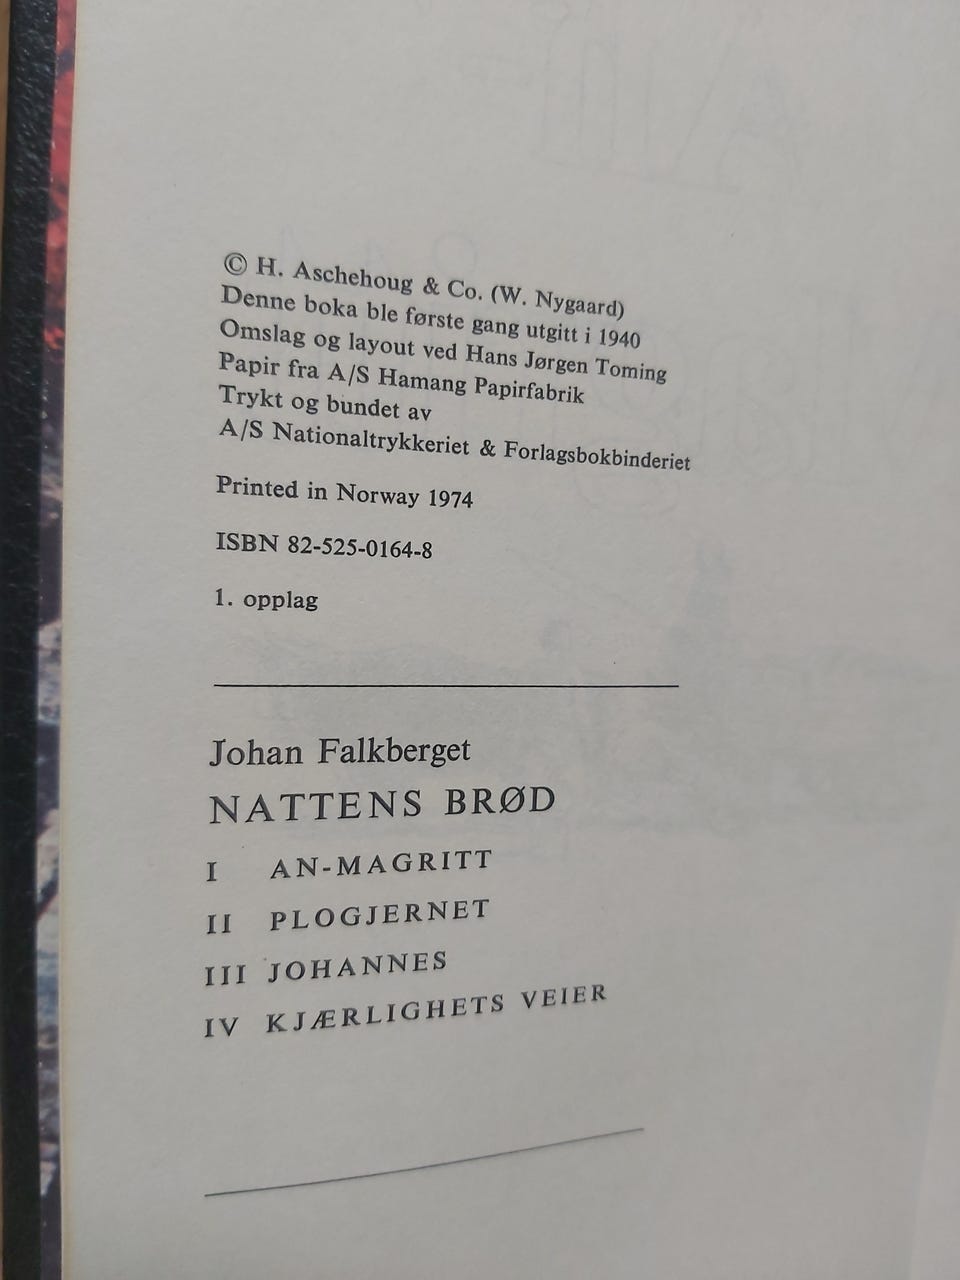 © H. Aschehoug & Co. (W. Nygaard)
Denne boka ble første gang utgitt i 1940
Omslag og layout ved Hans Jørgen Toming
Papir fra A/S Hamang Papirfabrik
Trykt og bundet av
A/S Nationaltrykkeriet & Forlagsbokbinderiet
Printed in Norway 1974
ISBN 82-525-0164-8
1. opplag
Johan Falkberget
NATTENS BRØD
I AN-MAGRITT
II PLOGJERNET
III JOHANNES
IV KJÆRLIGHETS VEIER